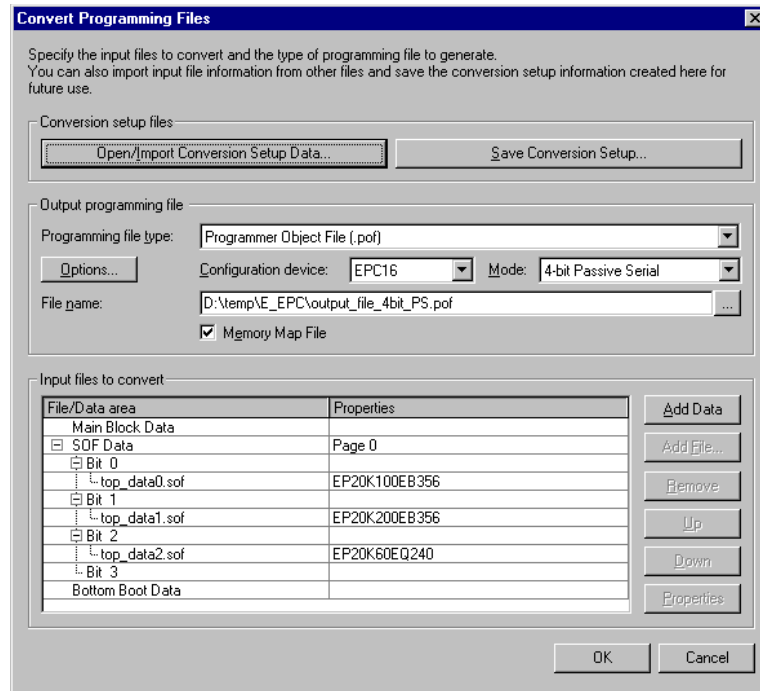 Convert Programming Files
Specify the input files to convert and the type of programming file to generate.
You can also import input file information from other files and save the conversion setup information created here for
future use.
Conversion setup files
Open/Import Conversion Setup Data...
Save Conversion Setup...
Output programming file
Programming file type: Programmer Object File (.pof)
Options... Configuration device: EPC16 Mode: 4-bit Passive Serial
File name: D:\temp\E_EPC\output_file_4bit_PS.pof ...
Memory Map File
Input files to convert
File/Data area Properties Add Data
Main Block Data
SOF Data Page 0 Add File...
Bit 0
top_data0.sof EP20K100EB356 Remove
Bit 1
top_data1.sof EP20K200EB356 Up
Bit 2
top_data2.sof EP20K60EQ240 Down
Bit 3
Bottom Boot Data Properties
OK Cancel